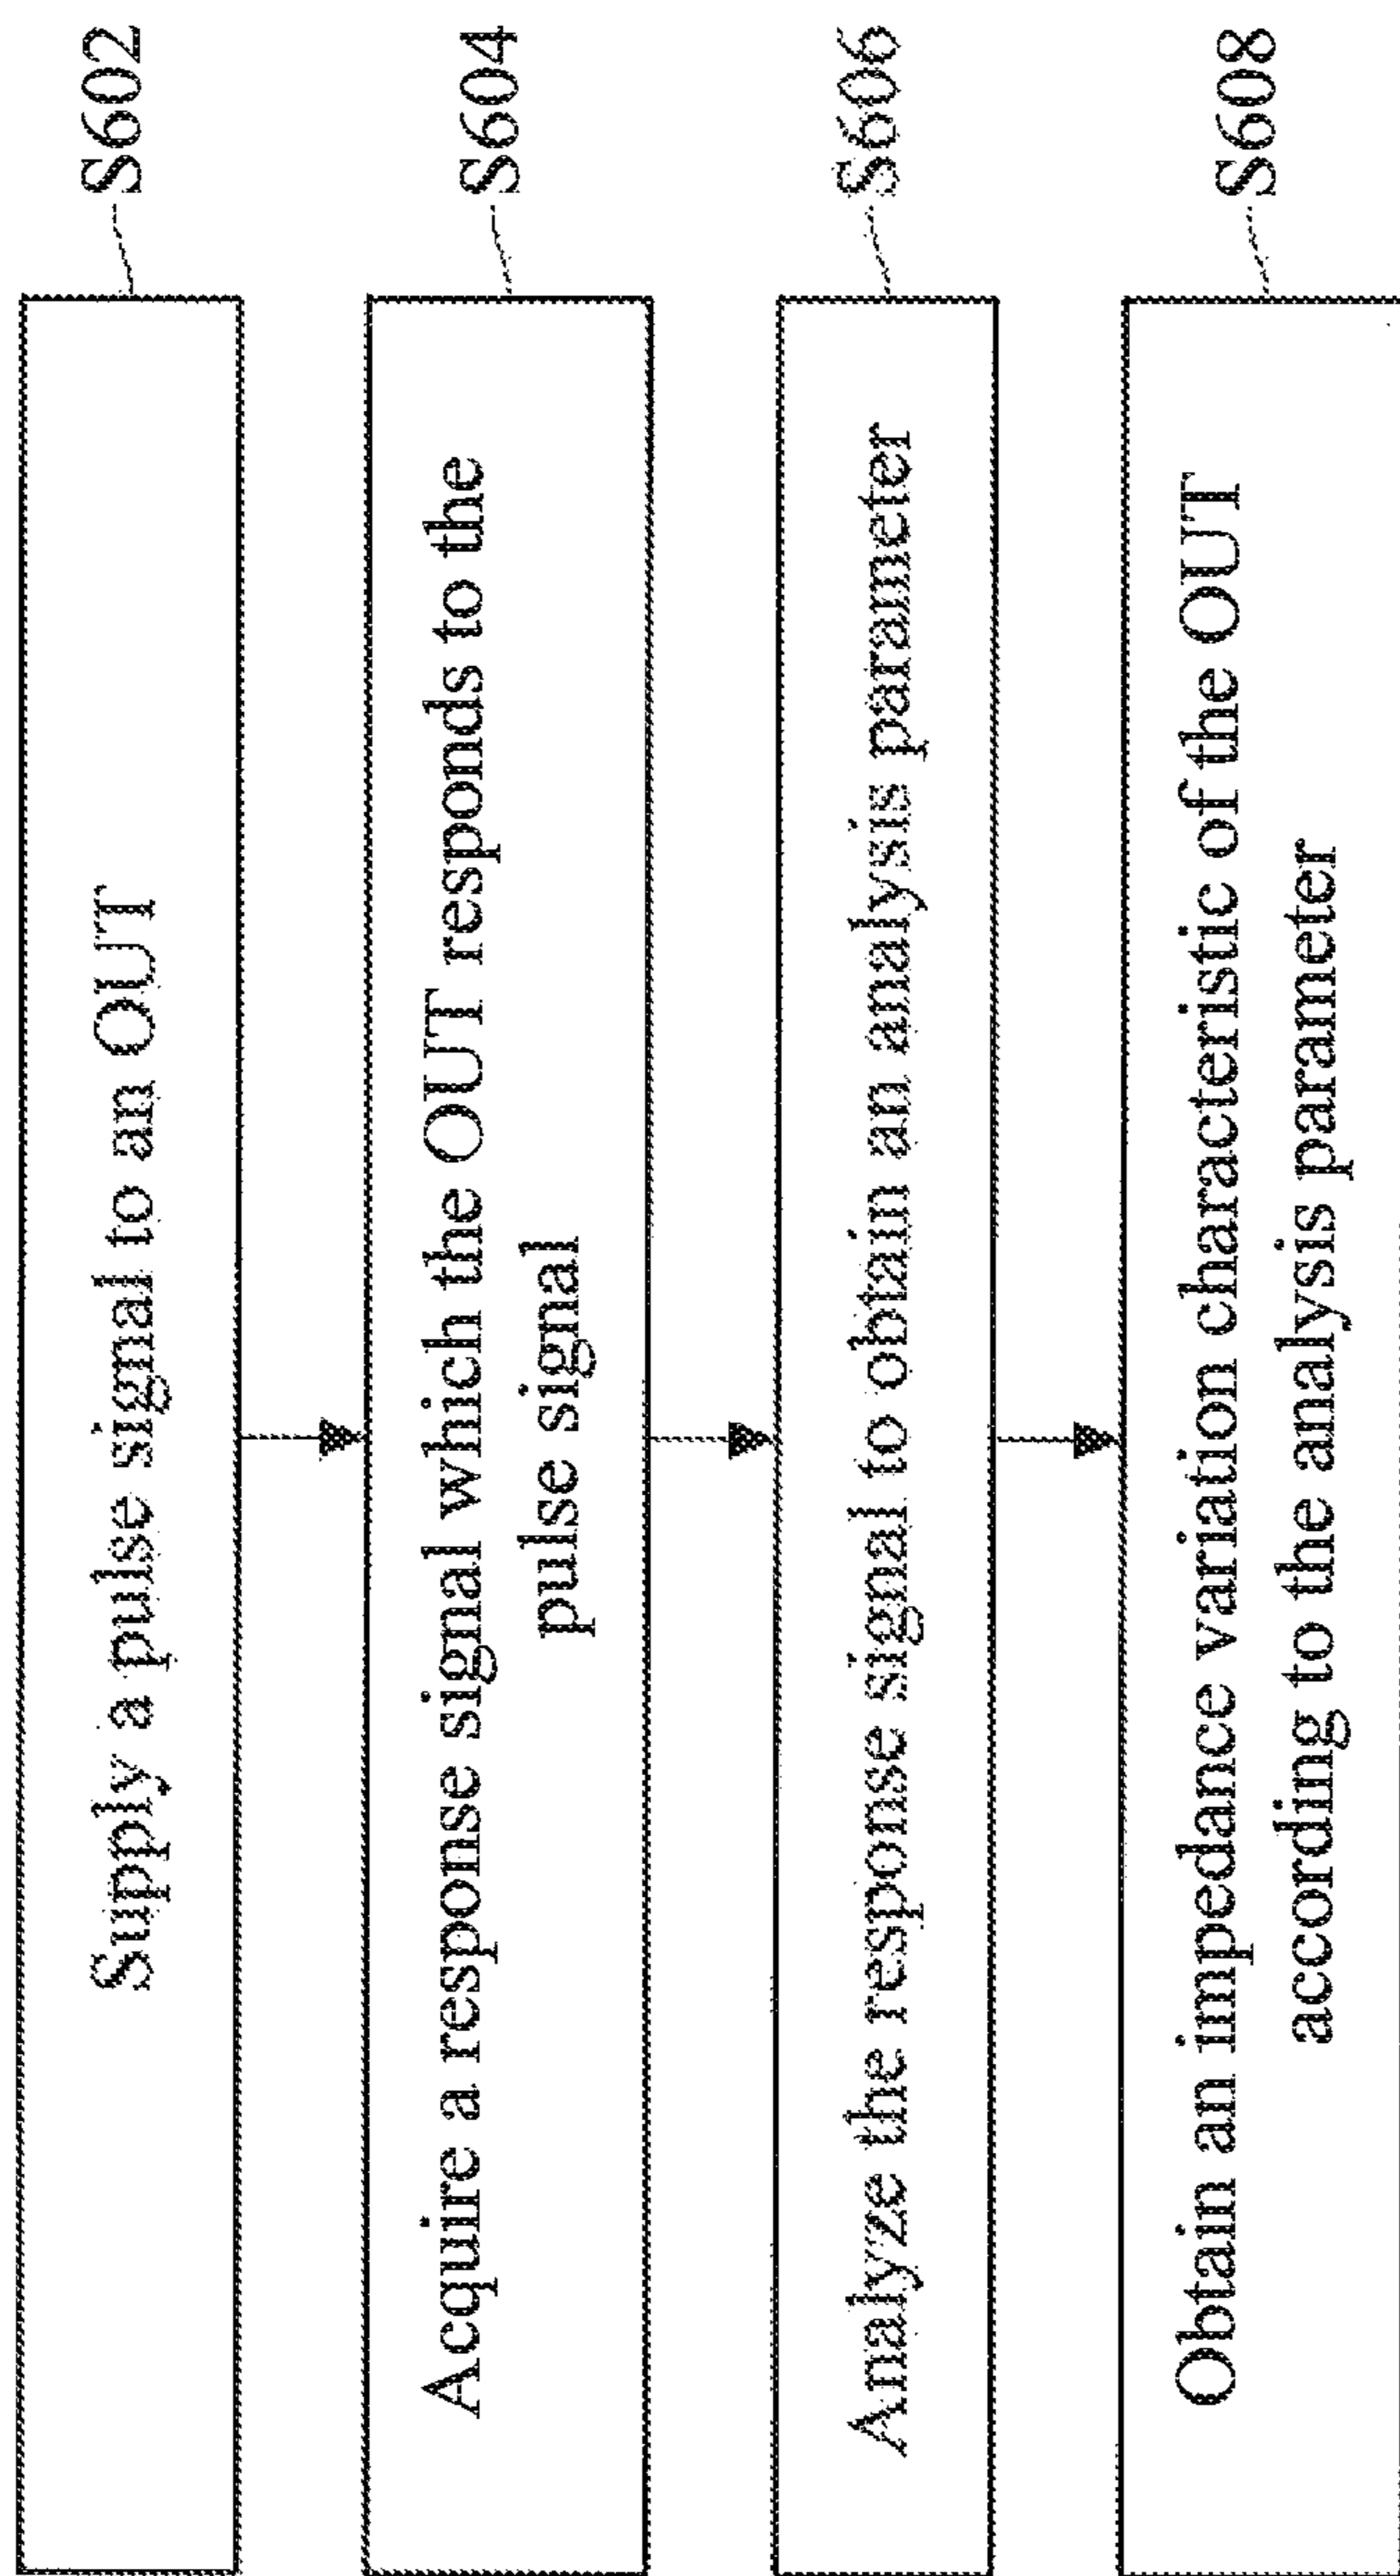 Supply a pulse signal to an OUT
S602
Acquire a response signal which the OUT responds to the
pulse signal
S604
Analyze the response signal to obtain an analysis parameter
S606
Obtain an impedance variation characteristic of the OUT
according to the analysis parameter
S608